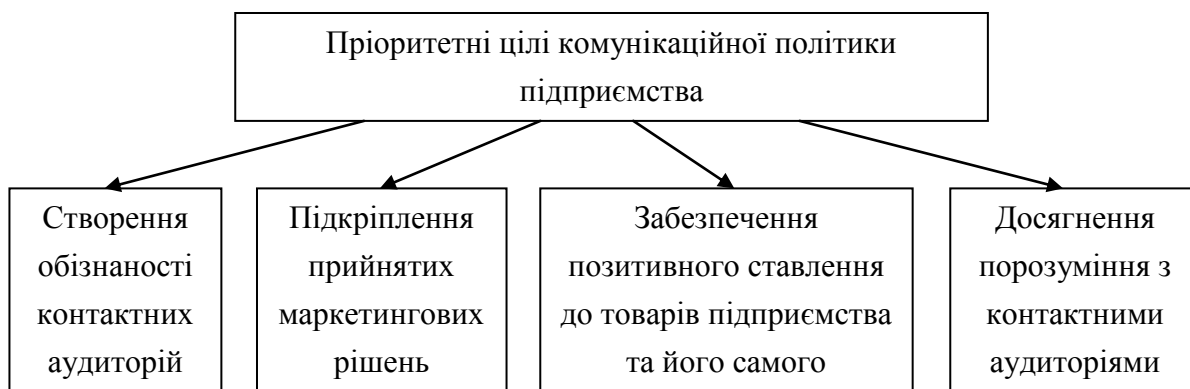 Пріоритетні цілі комунікаційної політики
підприємства
Створення
обізнаності
контактних
аудиторій
Підкріплення
прийнятих
маркетингових
рішень
Забезпечення
позитивного ставлення
до товарів підприємства
та його самого
Досягнення
порозуміння з
контактними
аудиторіями